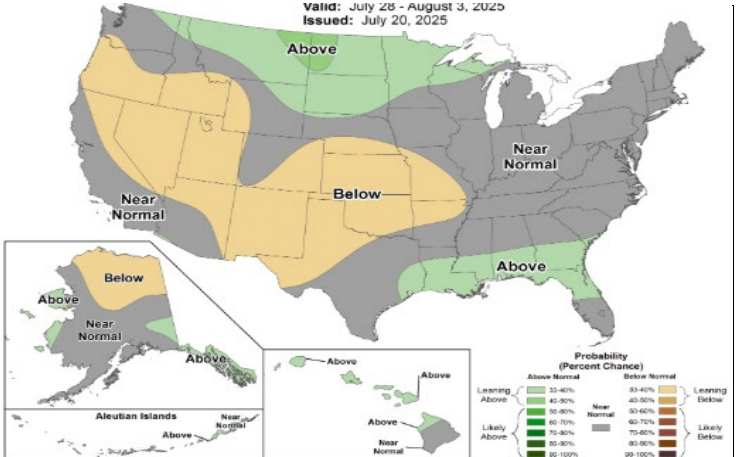 Valid: July 28 - August 3, 2025
Issued: July 20, 2025
Above
Near
Normal
Below
Near
Normal
Above
Below
Above
Near
Normal
Above
Aleutian Islands
Near
Normal
Above
Above
Above
Above
Near
Normal
Probability
(Percent Chance)
Above Normal
Below Normal
Leaning
Above
33-40%
40-50%
Likely
Above
50-60%
60-70%
70-80%
80-90%
90-100%
Near
Normal
33-40%
40-50%
Leaning
Below
50-60%
60-70%
70-80%
80-90%
90-100%
Likely
Below